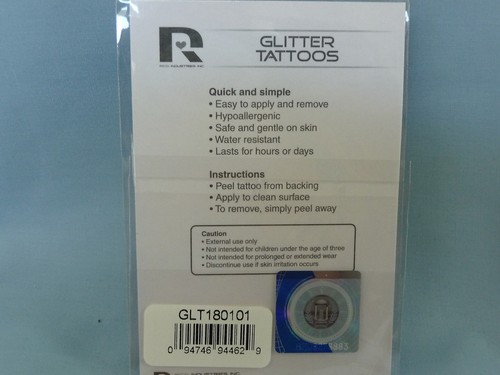 R
RICO INDUSTRIES INC.
GLITTER
TATTOOS
Quick and simple
• Easy to apply and remove
• Hypoallergenic
• Safe and gentle on skin
• Water resistant
• Lasts for hours or days
Instructions
• Peel tattoo from backing
• Apply to clean surface
• To remove, simply peel away
Caution
• External use only
• Not intended for children under the age of three
• Not intended for prolonged or extended wear
• Discontinue use if skin irritation occurs
GLT180101
0 94746 94462 9